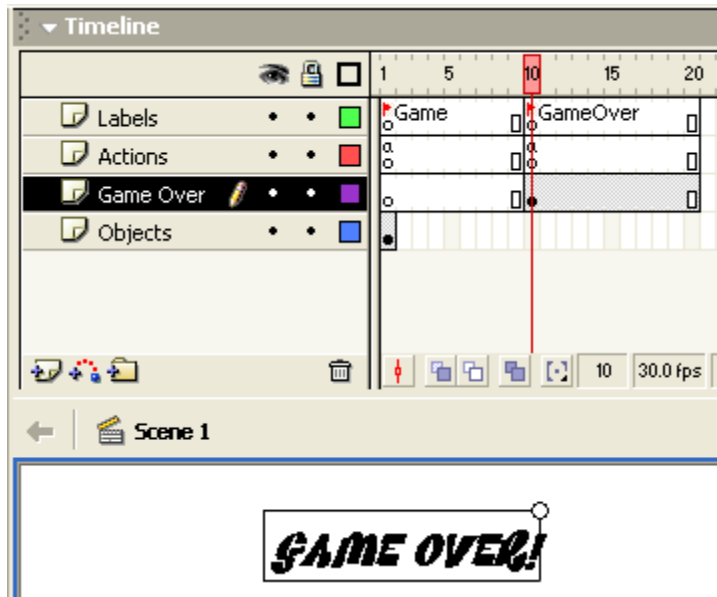 Timeline
1 5 10 15 20
Labels Game GameOver
Actions a a
Game Over
Objects
10 30.0 fps
Scene 1
GAME OVER!